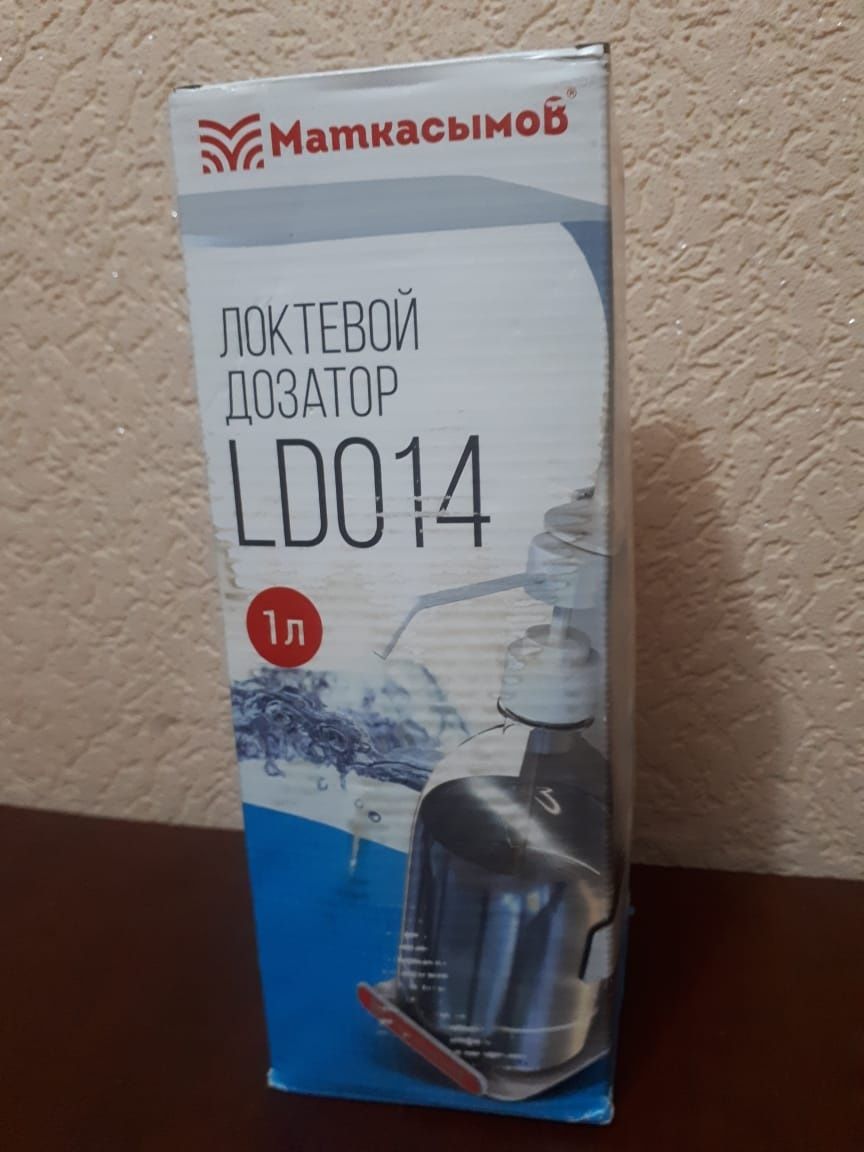 Маткасымов®
ЛОКТЕВОЙ
ДОЗАТОР
LD014
1л